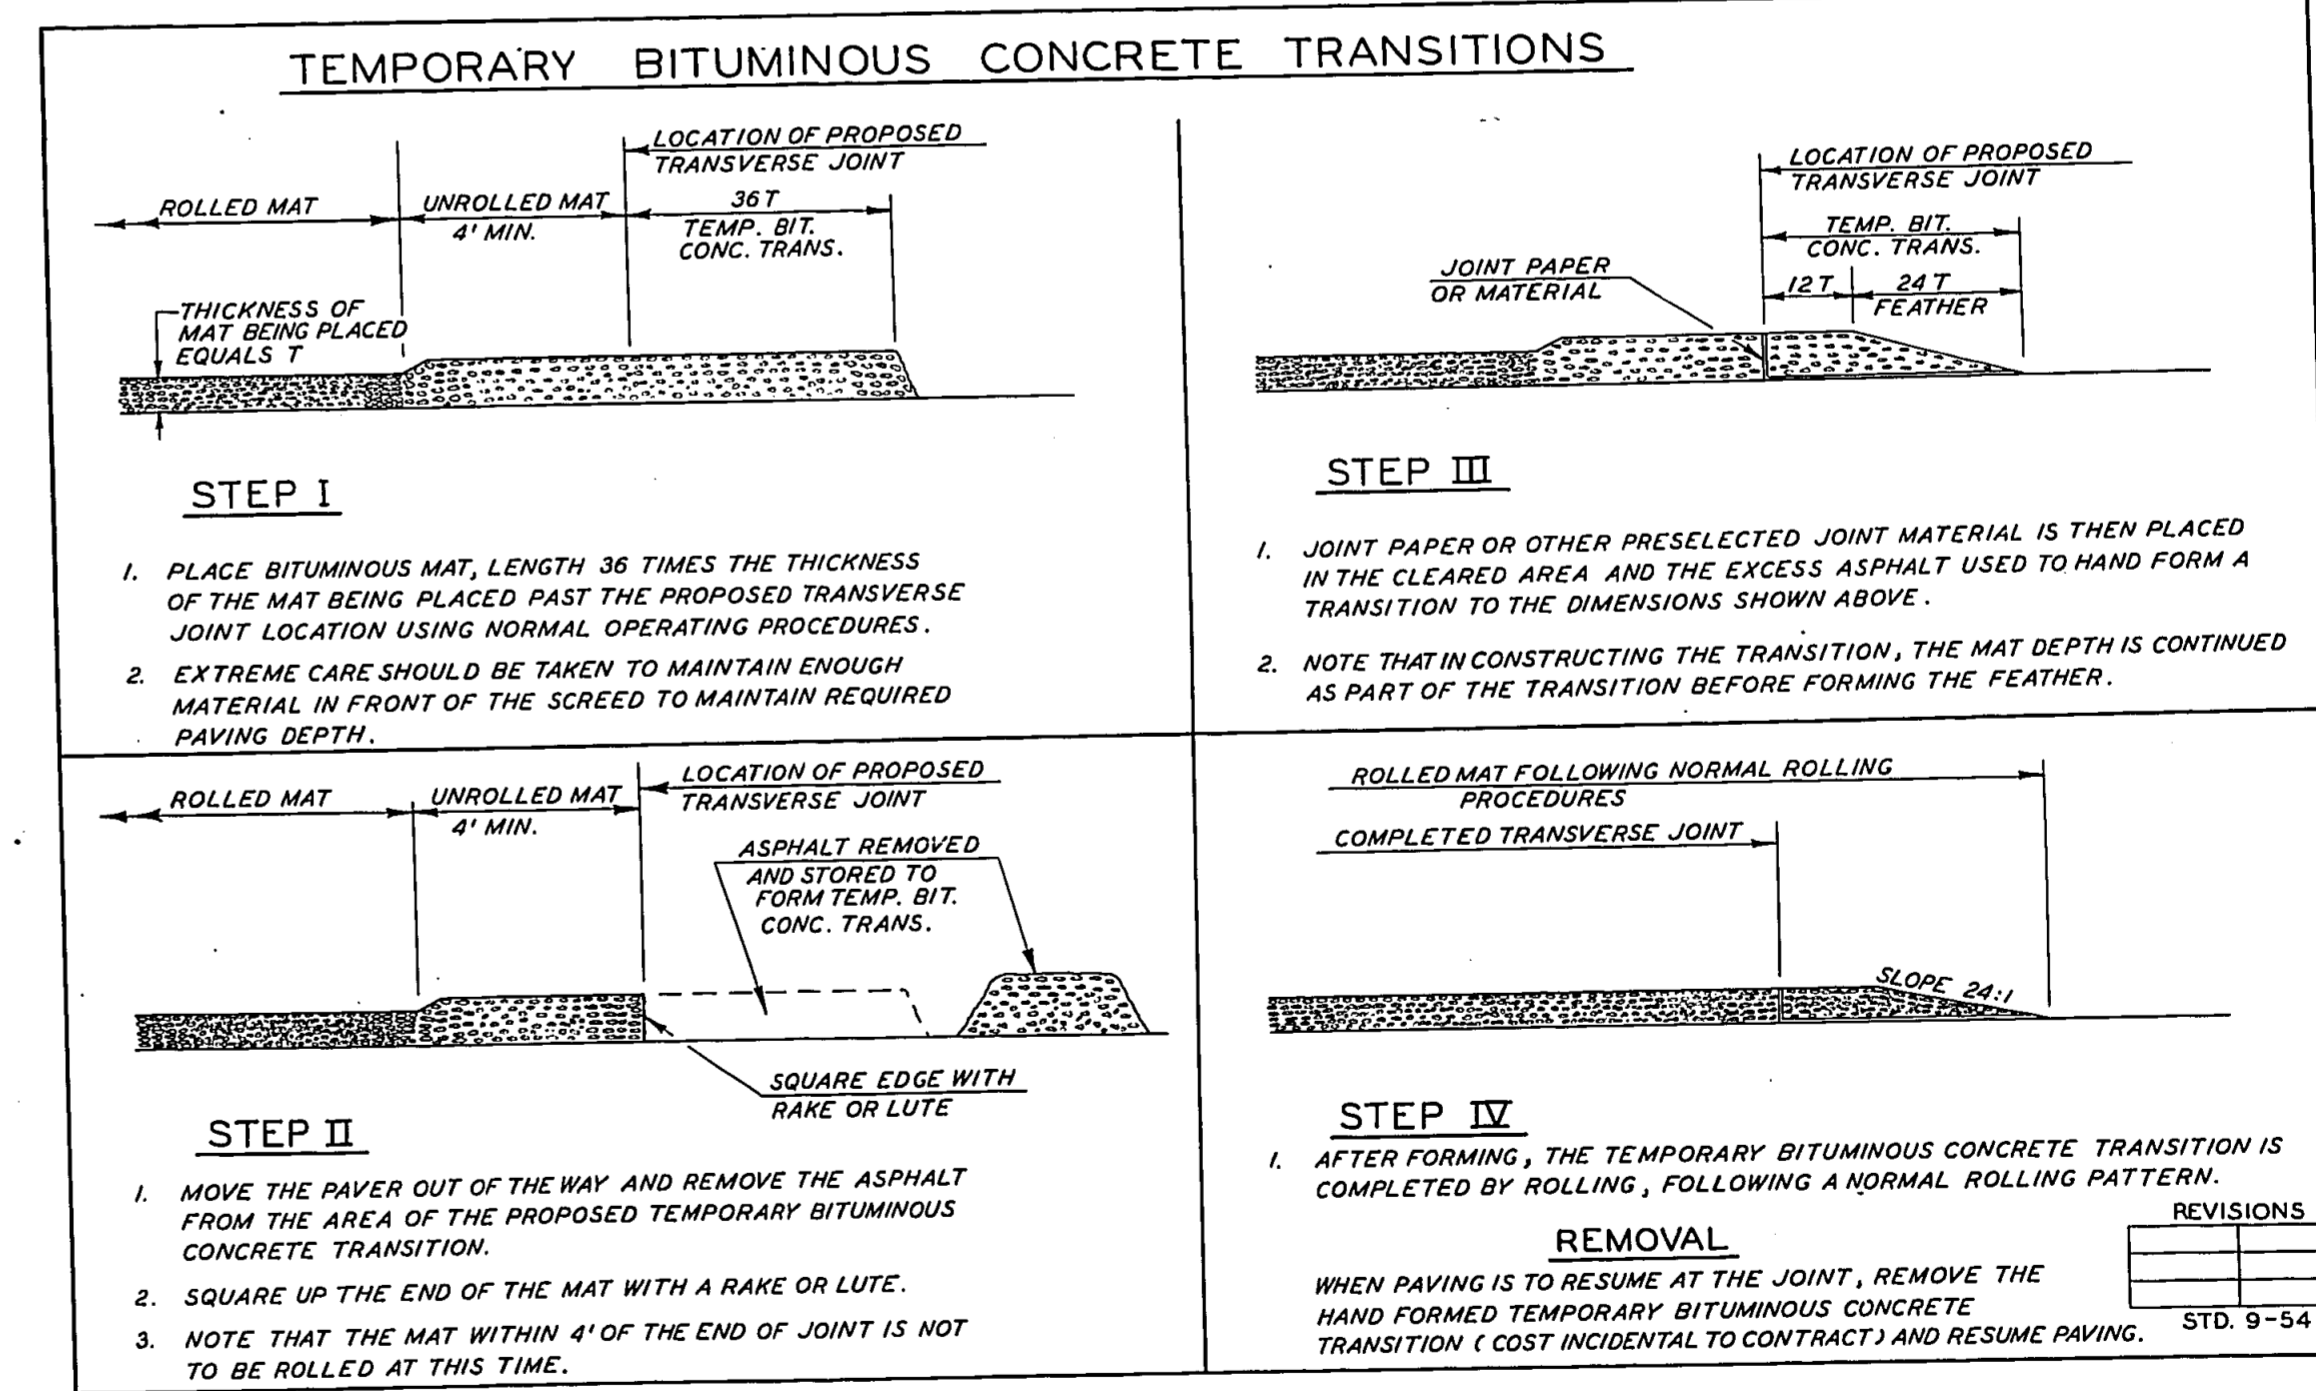 TEMPORARY BITUMINOUS CONCRETE TRANSITIONS
LOCATION OF PROPOSED
TRANSVERSE JOINT
ROLLED MAT
UNROLLED MAT
4' MIN.
36 T
TEMP. BIT.
CONC. TRANS.
THICKNESS OF
MAT BEING PLACED
EQUALS T
STEP I
1. PLACE BITUMINOUS MAT, LENGTH 36 TIMES THE THICKNESS
OF THE MAT BEING PLACED PAST THE PROPOSED TRANSVERSE
JOINT LOCATION USING NORMAL OPERATING PROCEDURES.
2. EXTREME CARE SHOULD BE TAKEN TO MAINTAIN ENOUGH
MATERIAL IN FRONT OF THE SCREED TO MAINTAIN REQUIRED
PAVING DEPTH.
ROLLED MAT
UNROLLED MAT
4' MIN.
LOCATION OF PROPOSED
TRANSVERSE JOINT
ASPHALT REMOVED
AND STORED TO
FORM TEMP. BIT.
CONC. TRANS.
SQUARE EDGE WITH
RAKE OR LUTE
STEP II
1. MOVE THE PAVER OUT OF THE WAY AND REMOVE THE ASPHALT
FROM THE AREA OF THE PROPOSED TEMPORARY BITUMINOUS
CONCRETE TRANSITION.
2. SQUARE UP THE END OF THE MAT WITH A RAKE OR LUTE.
3. NOTE THAT THE MAT WITHIN 4' OF THE END OF JOINT IS NOT
TO BE ROLLED AT THIS TIME.
LOCATION OF PROPOSED
TRANSVERSE JOINT
TEMP. BIT.
CONC. TRANS.
JOINT PAPER
OR MATERIAL
12 T
24 T
FEATHER
STEP III
1. JOINT PAPER OR OTHER PRESELECTED JOINT MATERIAL IS THEN PLACED
IN THE CLEARED AREA AND THE EXCESS ASPHALT USED TO HAND FORM A
TRANSITION TO THE DIMENSIONS SHOWN ABOVE.
2. NOTE THAT IN CONSTRUCTING THE TRANSITION, THE MAT DEPTH IS CONTINUED
AS PART OF THE TRANSITION BEFORE FORMING THE FEATHER.
ROLLED MAT FOLLOWING NORMAL ROLLING
PROCEDURES
COMPLETED TRANSVERSE JOINT
SLOPE 24:1
STEP IV
1. AFTER FORMING, THE TEMPORARY BITUMINOUS CONCRETE TRANSITION IS
COMPLETED BY ROLLING, FOLLOWING A NORMAL ROLLING PATTERN.
REMOVAL
WHEN PAVING IS TO RESUME AT THE JOINT, REMOVE THE
HAND FORMED TEMPORARY BITUMINOUS CONCRETE
TRANSITION (COST INCIDENTAL TO CONTRACT) AND RESUME PAVING.
REVISIONS
STD. 9-54